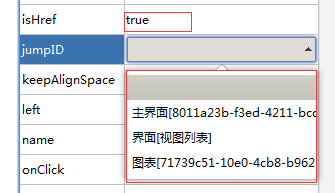 isHref true
jumpID
keepAlignSpace
left
name
onClick
主界面[8011a23b-f3ed-4211-bcc
界面[视图列表]
图表[71739c51-10e0-4cb8-b962